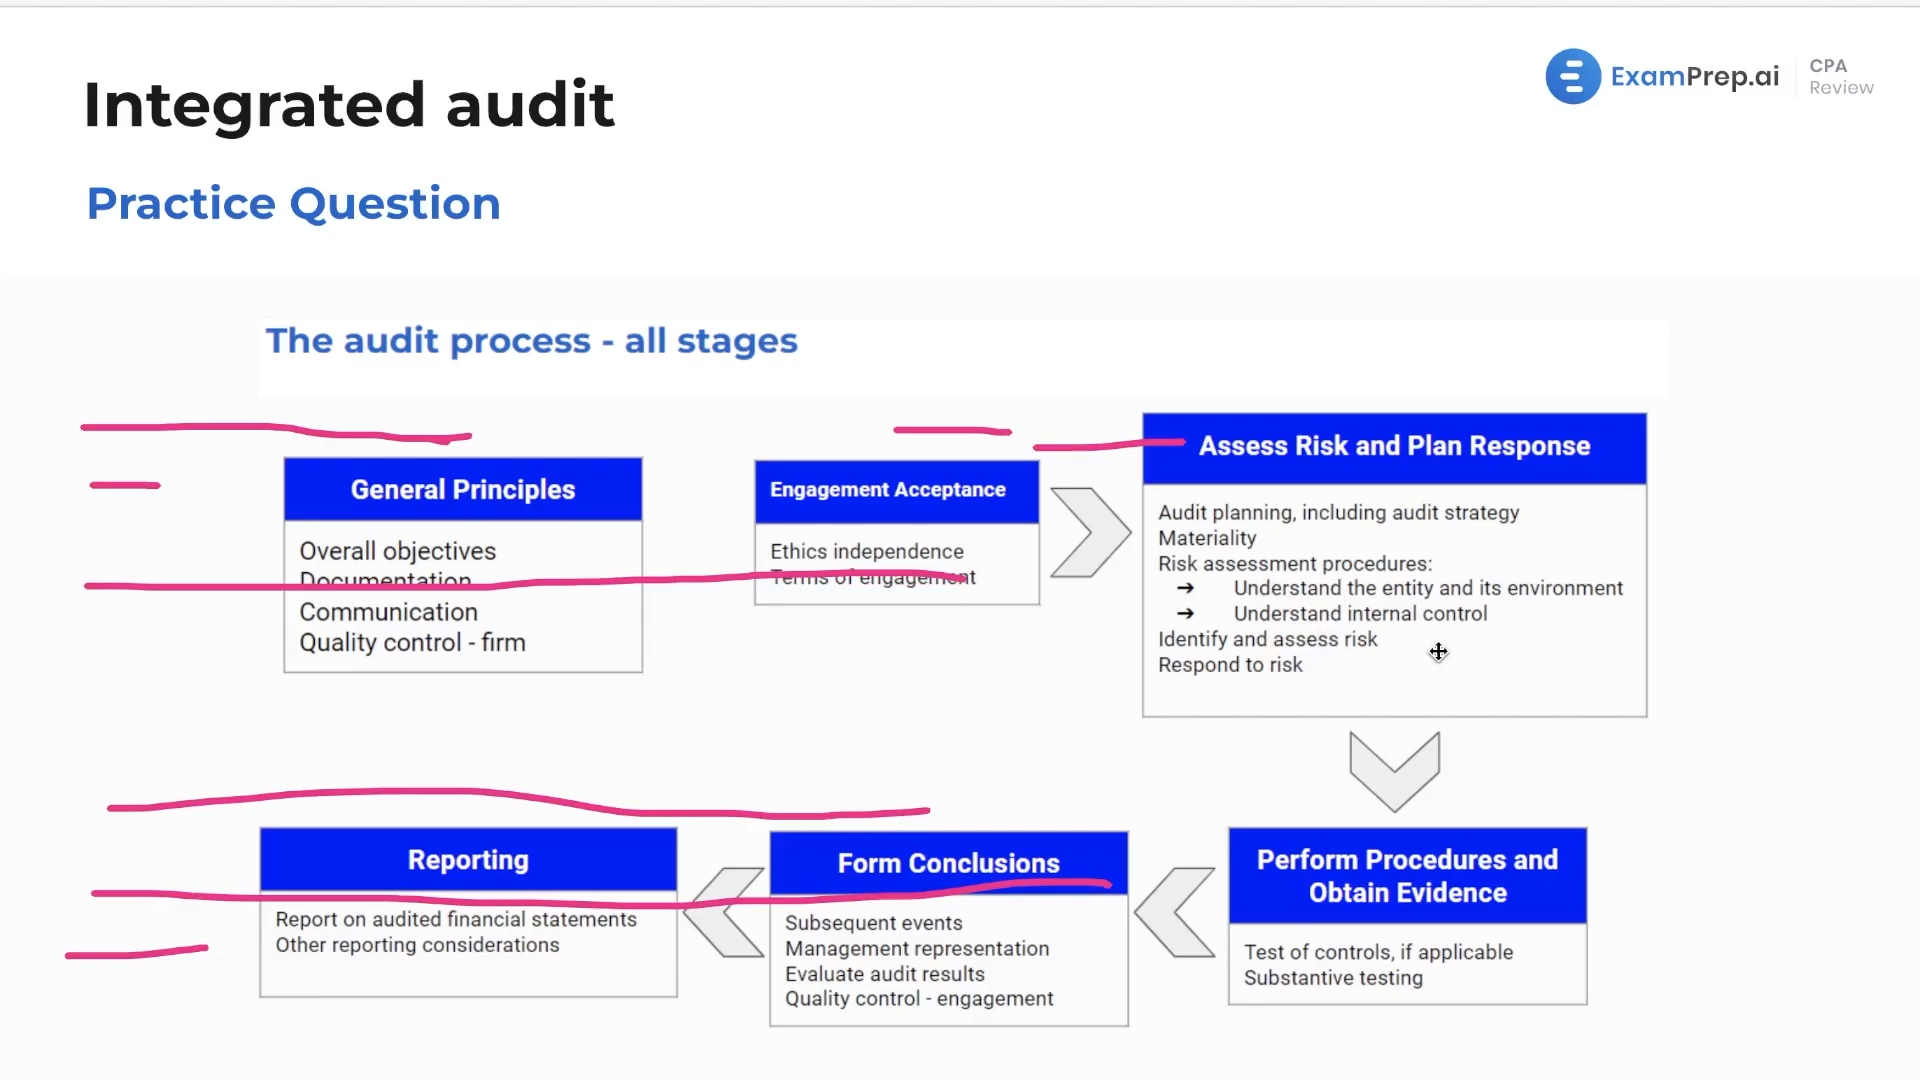 Integrated audit
ExamPrep.ai
CPA
Review
Practice Question
The audit process - all stages
General Principles
Overall objectives
Documentation
Communication
Quality control - firm
Engagement Acceptance
Ethics independence
Terms of engagement
Assess Risk and Plan Response
Audit planning, including audit strategy
Materiality
Risk assessment procedures:
➔ Understand the entity and its environment
➔ Understand internal control
Identify and assess risk
Respond to risk
Perform Procedures and
Obtain Evidence
Test of controls, if applicable
Substantive testing
Form Conclusions
Subsequent events
Management representation
Evaluate audit results
Quality control - engagement
Reporting
Report on audited financial statements
Other reporting considerations